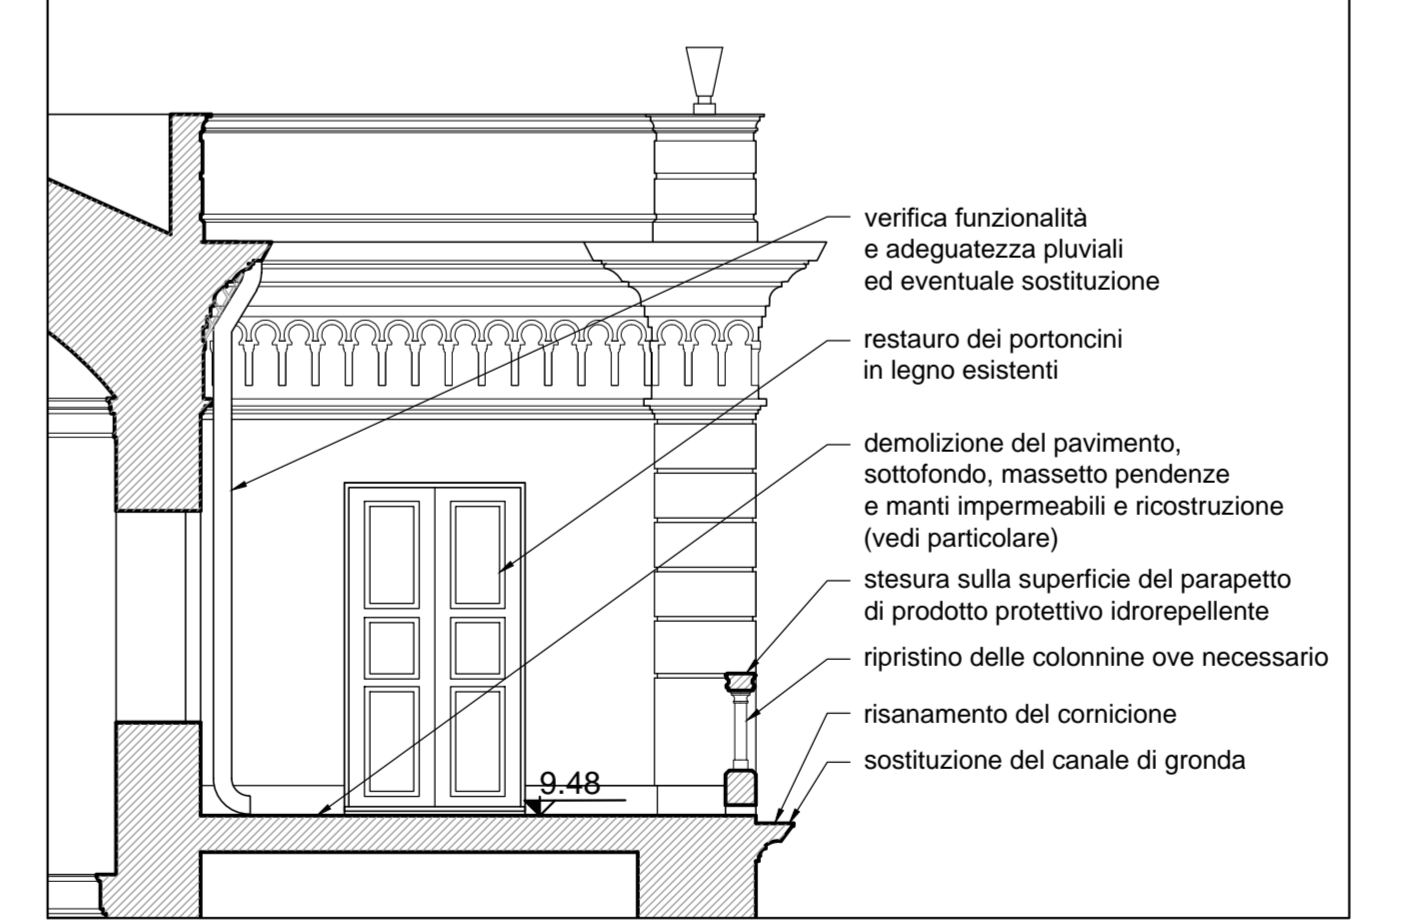 verifica funzionalità
e adeguatezza pluviali
ed eventuale sostituzione
restauro dei portoncini
in legno esistenti
demolizione del pavimento,
sottofondo, massetto pendenze
e manti impermeabili e ricostruzione
(vedi particolare)
stesura sulla superficie del parapetto
di prodotto protettivo idrorepellente
ripristino delle colonnine ove necessario
risanamento del cornicione
sostituzione del canale di gronda
9.48